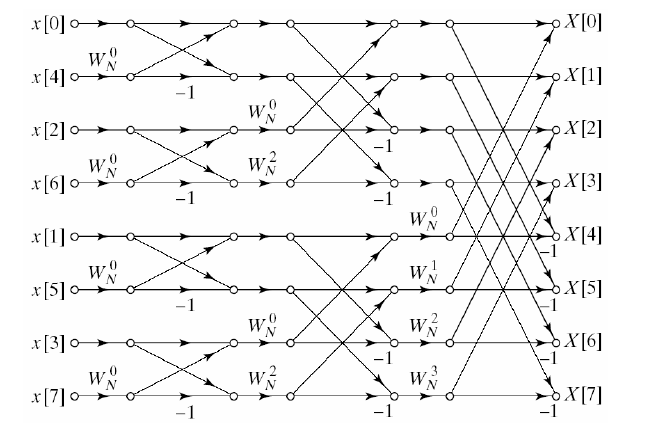 x[0] X[0]
W_N^0
x[4] X[1]
-1
W_N^0
x[2] X[2]
-1
W_N^0 W_N^2
x[6] X[3]
-1 -1
W_N^0
x[1] X[4]
-1
W_N^0 W_N^1
x[5] X[5]
-1 -1
W_N^0 W_N^2
x[3] X[6]
-1 -1
W_N^0 W_N^2 W_N^3
x[7] X[7]
-1 -1 -1